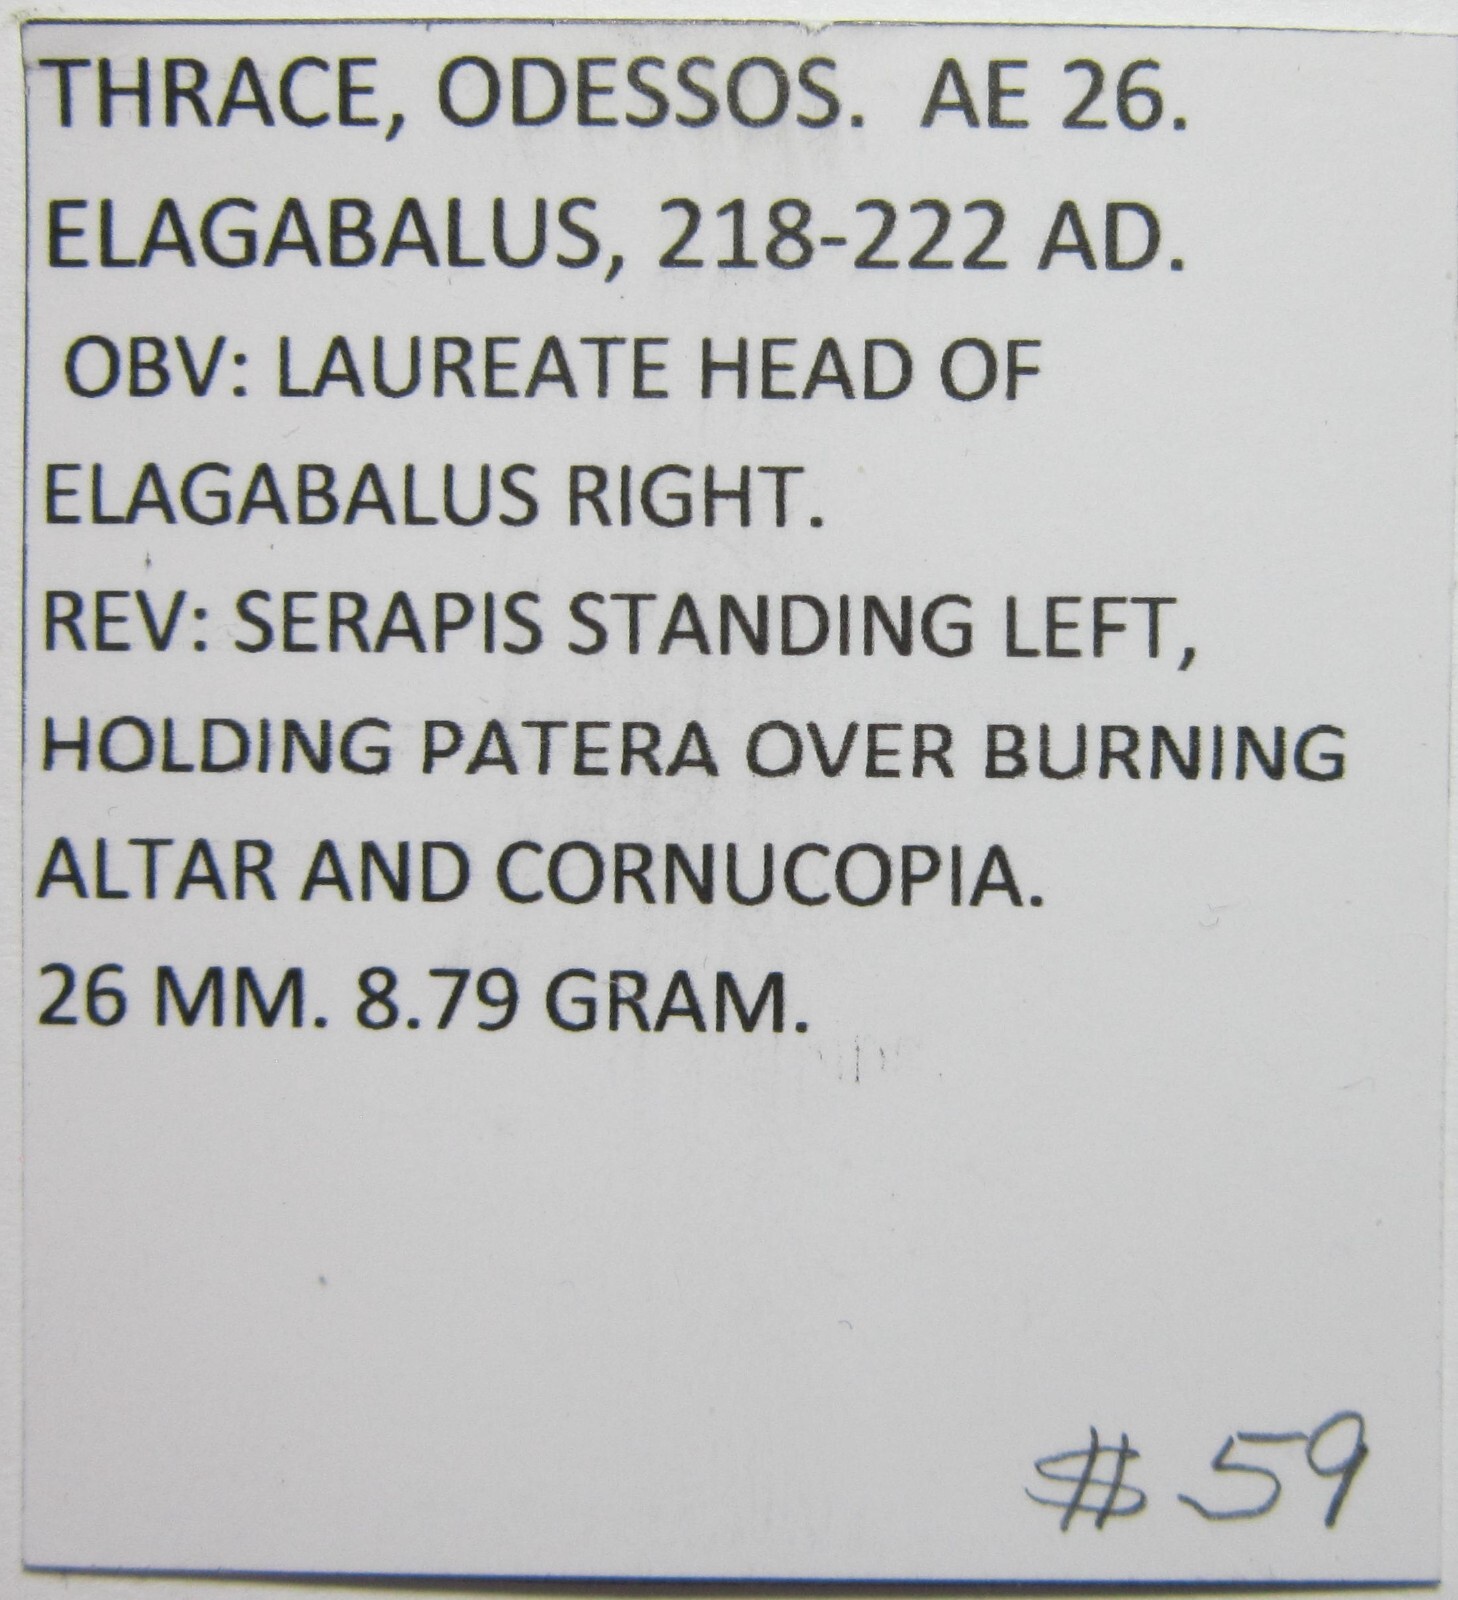 THRACE, ODESSOS. AE 26.
ELAGABALUS, 218-222 AD.
OBV: LAUREATE HEAD OF
ELAGABALUS RIGHT.
REV: SERAPIS STANDING LEFT,
HOLDING PATERA OVER BURNING
ALTAR AND CORNUCOPIA.
26 MM. 8.79 GRAM.
$ 59